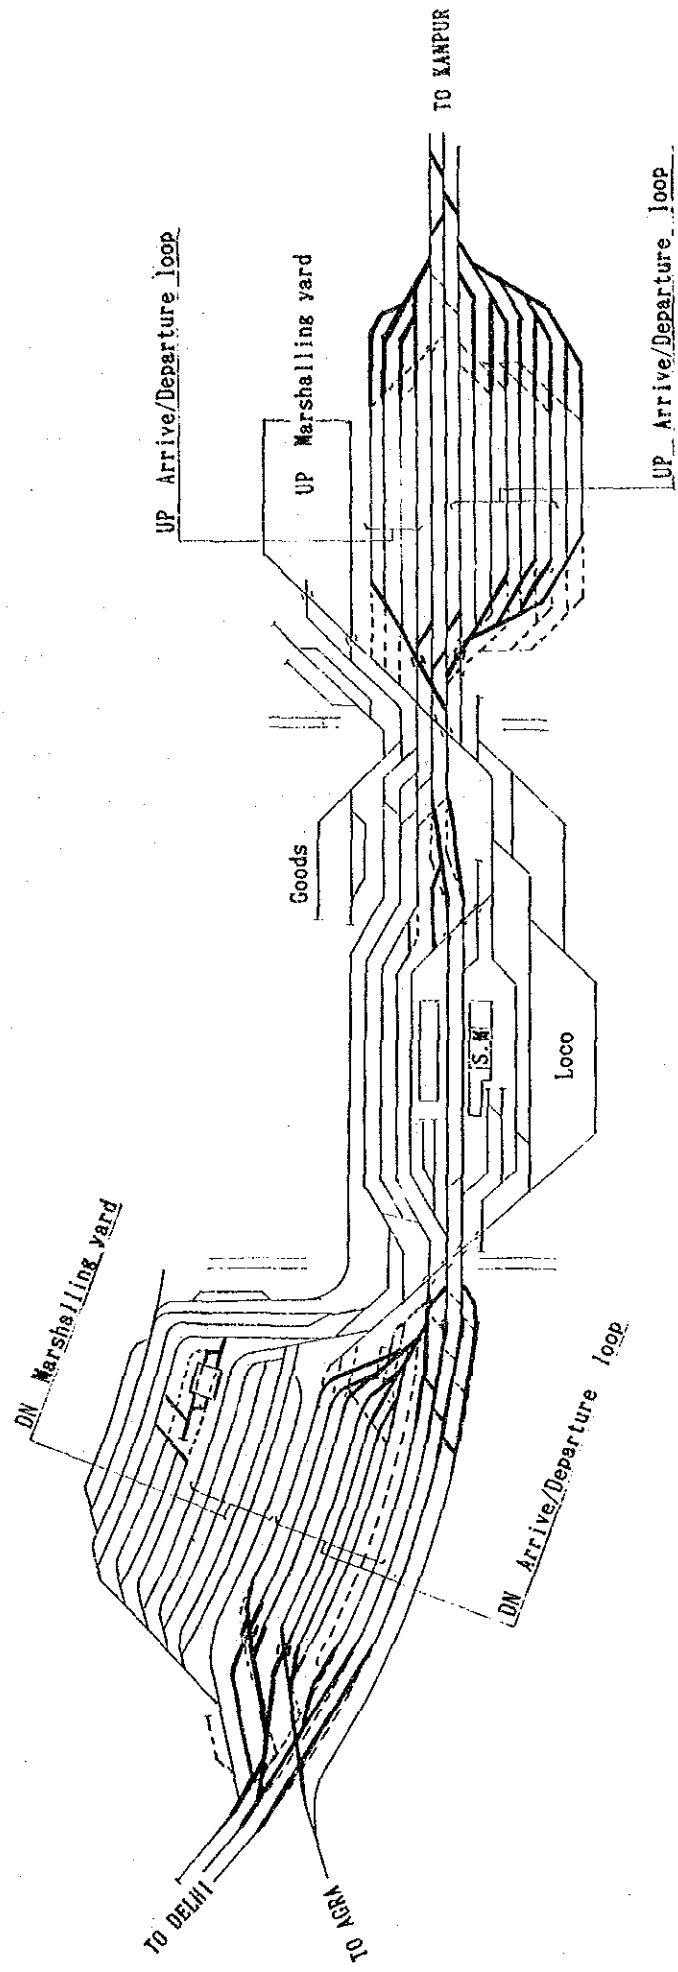 TO KANPUR
UP Arrive/Departure loop
UP Marshalling yard
UP Arrive/Departure loop
Goods
S.M
Loco
DN Marshalling yard
DN Arrive/Departure loop
TO DELHI
TO AGRA